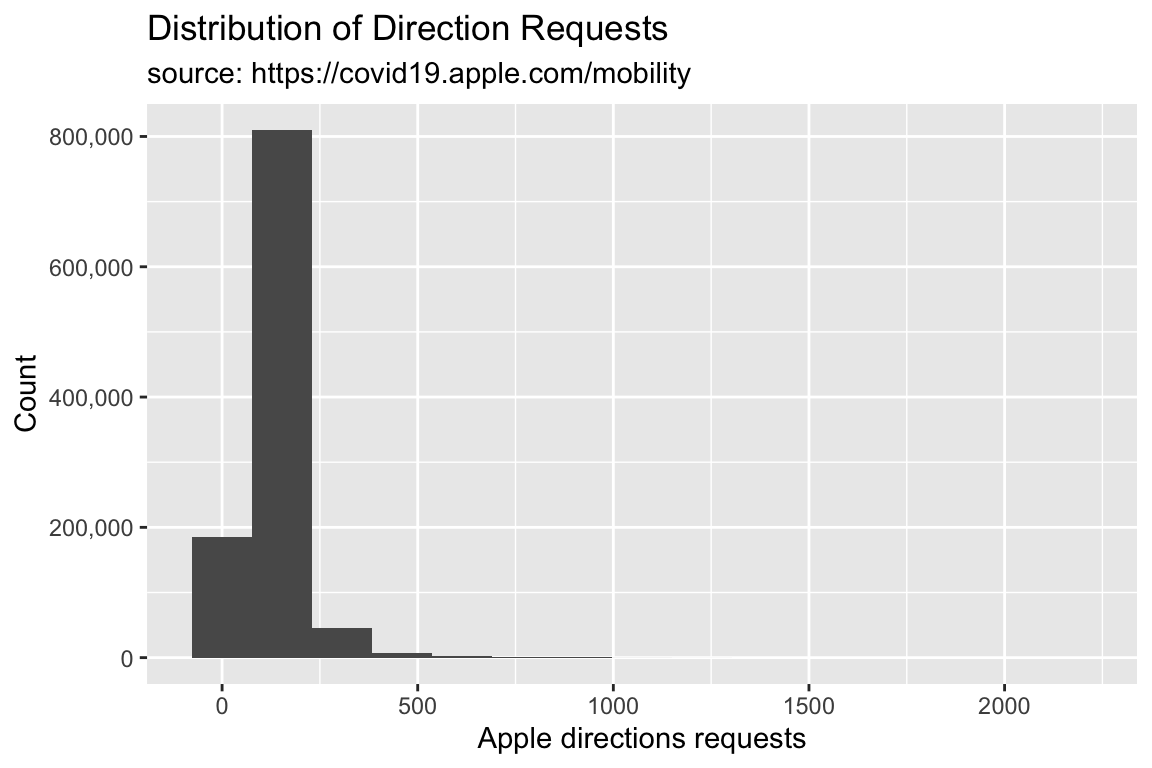 Distribution of Direction Requests
source: https://covid19.apple.com/mobility
800,000
600,000
400,000
200,000
0
Count
0 500 1000 1500 2000
Apple directions requests